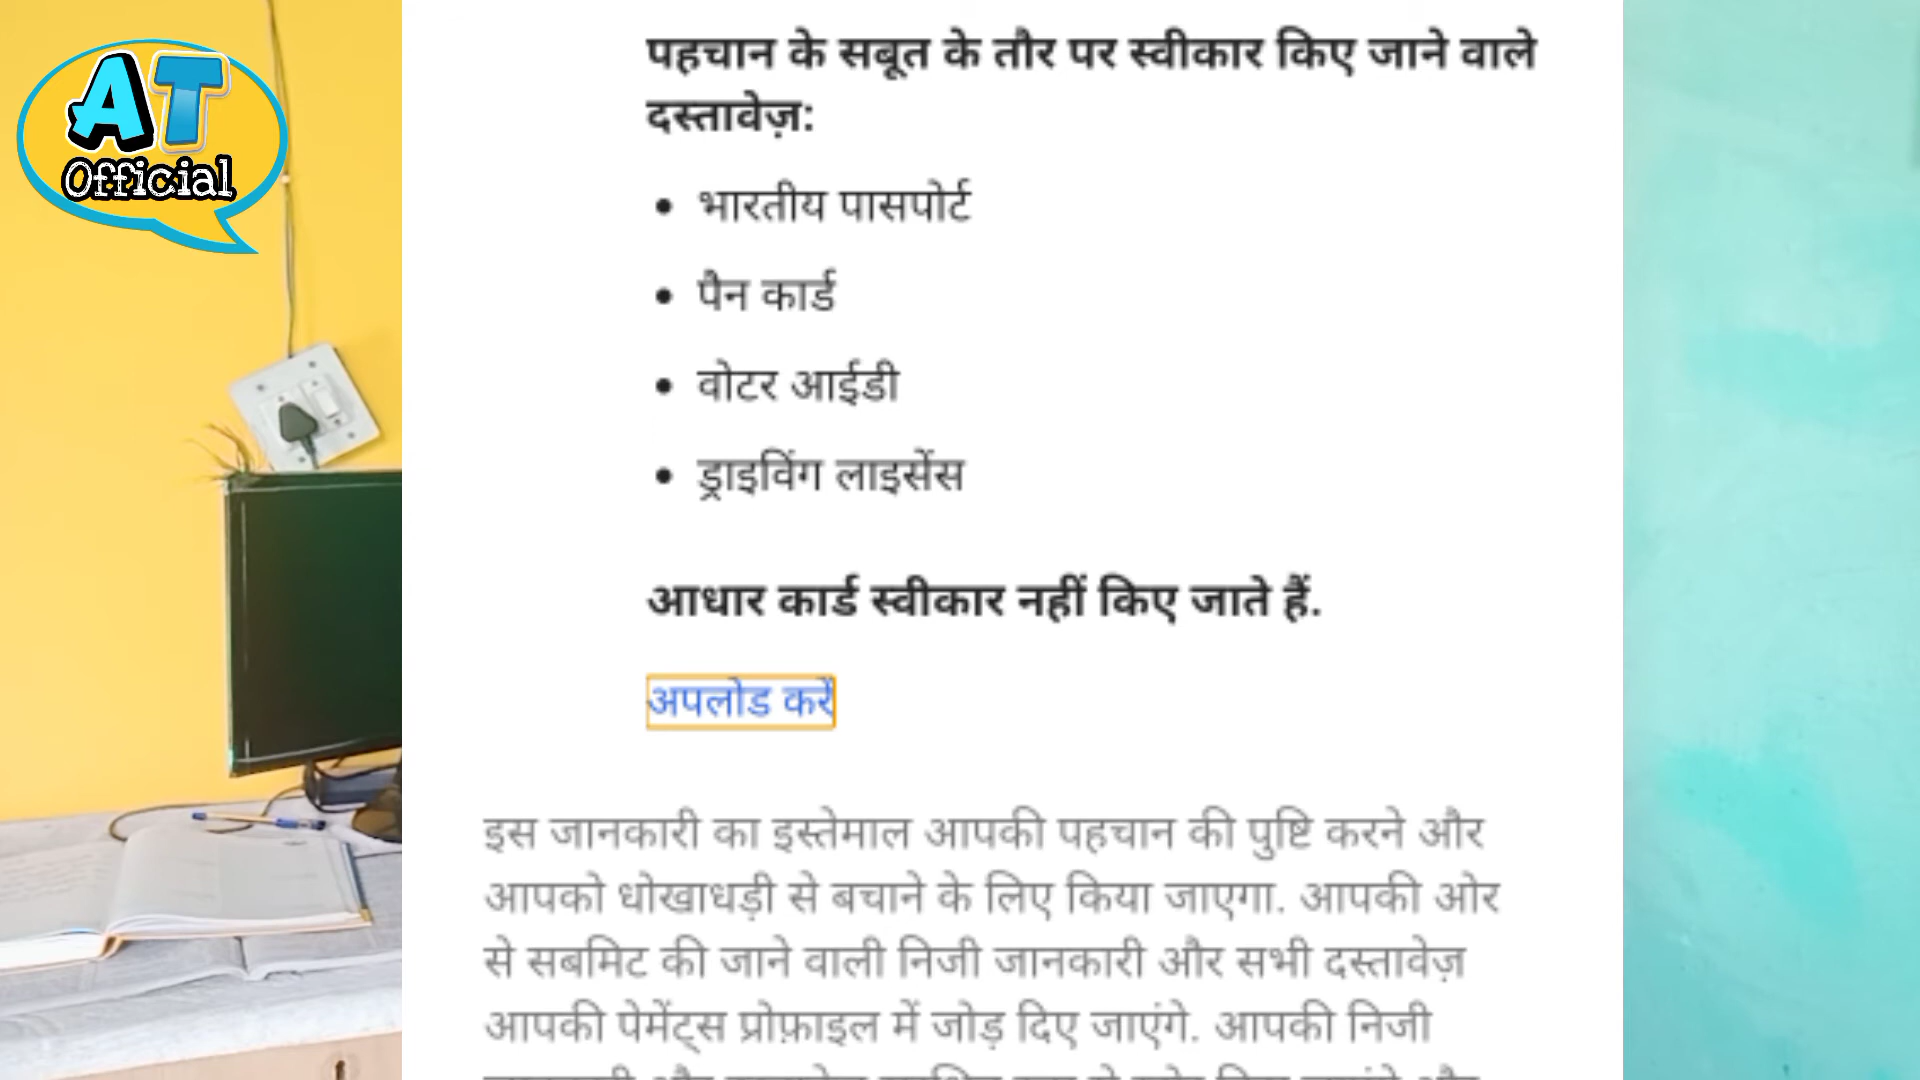 AT
Official
पहचान के सबूत के तौर पर स्वीकार किए जाने वाले
दस्तावेज़:
• भारतीय पासपोर्ट
• पैन कार्ड
• वोटर आईडी
• ड्राइविंग लाइसेंस
आधार कार्ड स्वीकार नहीं किए जाते हैं.
अपलोड करें
इस जानकारी का इस्तेमाल आपकी पहचान की पुष्टि करने और
आपको धोखाधड़ी से बचाने के लिए किया जाएगा. आपकी ओर
से सबमिट की जाने वाली निजी जानकारी और सभी दस्तावेज़
आपकी पेमेंट्स प्रोफ़ाइल में जोड़ दिए जाएंगे. आपकी निजी